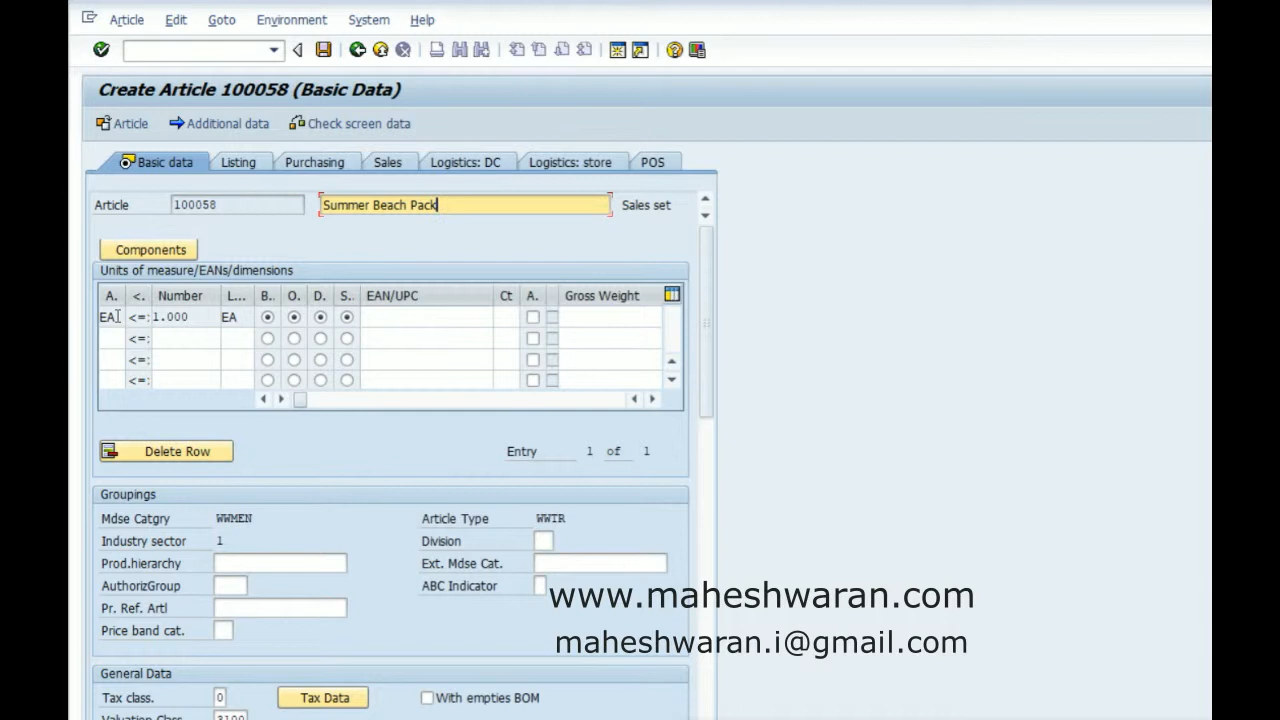 Article Edit Goto Environment System Help
Create Article 100058 (Basic Data)
Article Additional data Check screen data
Basic data Listing Purchasing Sales Logistics: DC Logistics: store POS
Article 100058 Summer Beach Pack Sales set
Components
Units of measure/EANs/dimensions
A. <. Number L... B.. O. D. S.. EAN/UPC Ct A. Gross Weight
EA <=: 1.000 EA
<=:
<=:
<=:
Delete Row Entry 1 of 1
Groupings
Mdse Catgry WWMEN Article Type WWTR
Industry sector 1 Division
Prod.hierarchy Ext. Mdse Cat.
AuthorizGroup ABC Indicator
Pr. Ref. Artl
Price band cat.
www.maheshwaran.com
maheshwaran.i@gmail.com
General Data
Tax class. 0 Tax Data With empties BOM
Valuation Class 3100